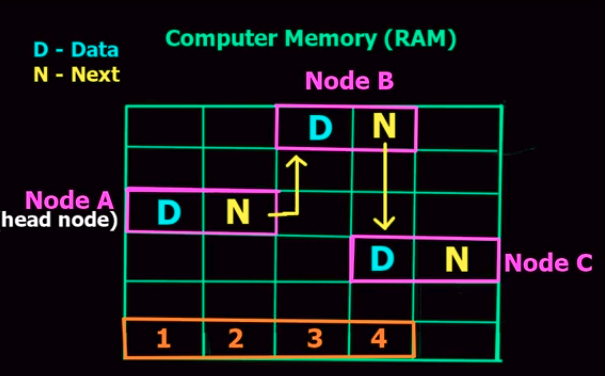 Computer Memory (RAM)
D - Data
N - Next
Node B
D N
Node A
(head node)
D N
D N
Node C
1 2 3 4